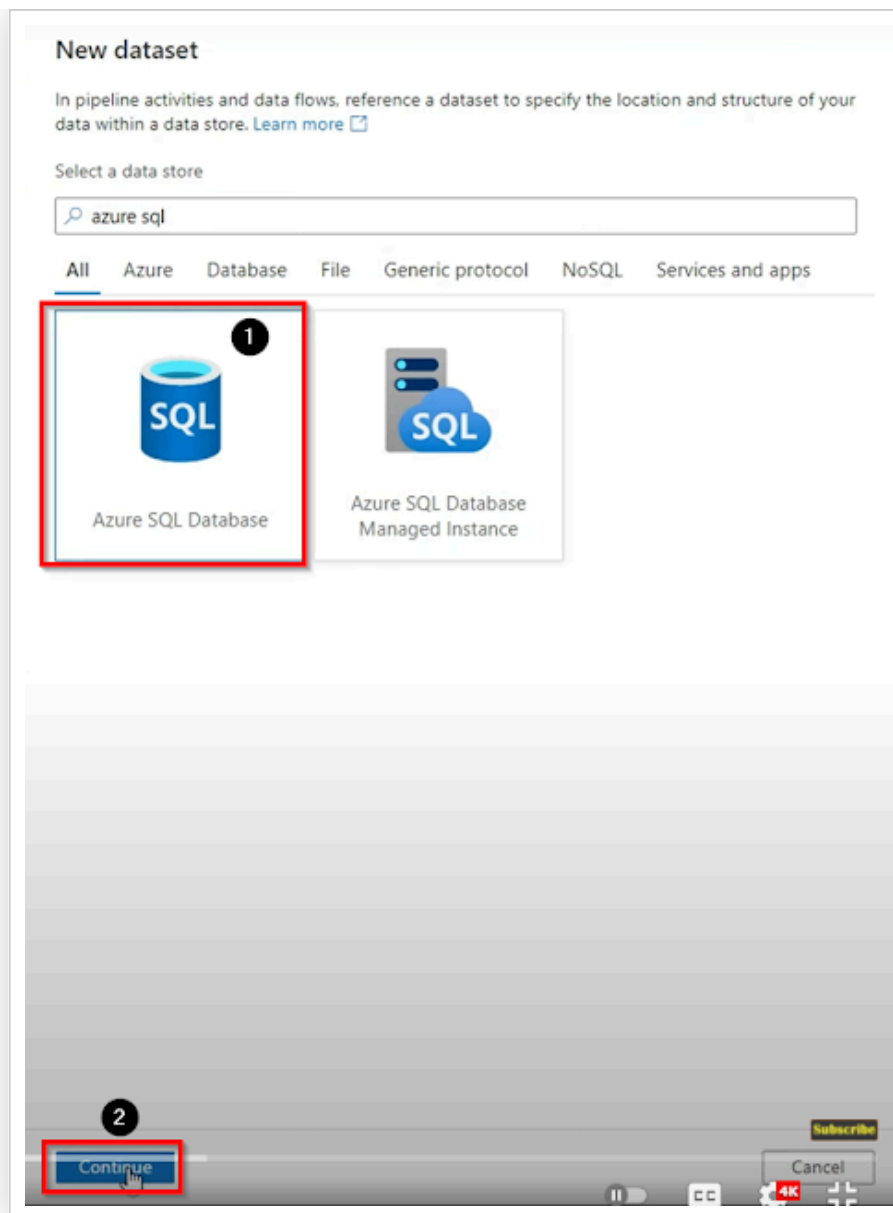 New dataset
In pipeline activities and data flows, reference a dataset to specify the location and structure of your
data within a data store. Learn more
Select a data store
azure sql
All Azure Database File Generic protocol NoSQL Services and apps
1
SQL
SQL
Azure SQL Database
Azure SQL Database
Managed Instance
2
Subscribe
Continue
Cancel
CC
4K